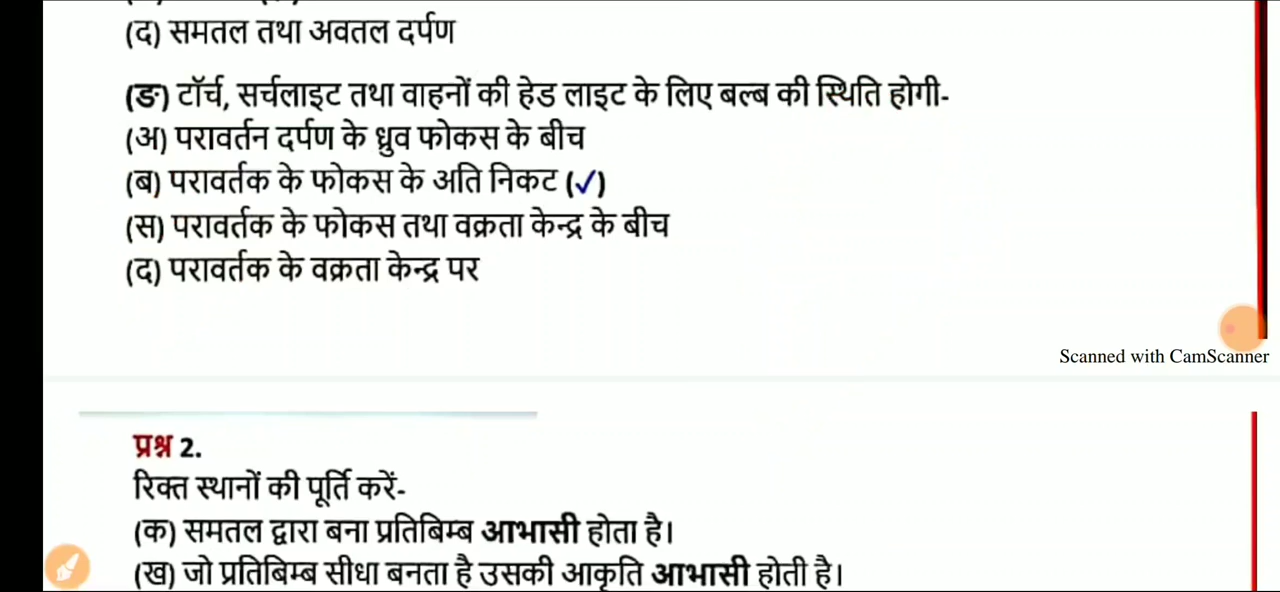 (द) समतल तथा अवतल दर्पण
(ङ) टॉर्च, सर्चलाइट तथा वाहनों की हेड लाइट के लिए बल्ब की स्थिति होगी-
(अ) परावर्तन दर्पण के ध्रुव फोकस के बीच
(ब) परावर्तक के फोकस के अति निकट (✓)
(स) परावर्तक के फोकस तथा वक्रता केन्द्र के बीच
(द) परावर्तक के वक्रता केन्द्र पर
Scanned with CamScanner
प्रश्न 2.
रिक्त स्थानों की पूर्ति करें-
(क) समतल द्वारा बना प्रतिबिम्ब आभासी होता है।
(ख) जो प्रतिबिम्ब सीधा बनता है उसकी आकृति आभासी होती है।